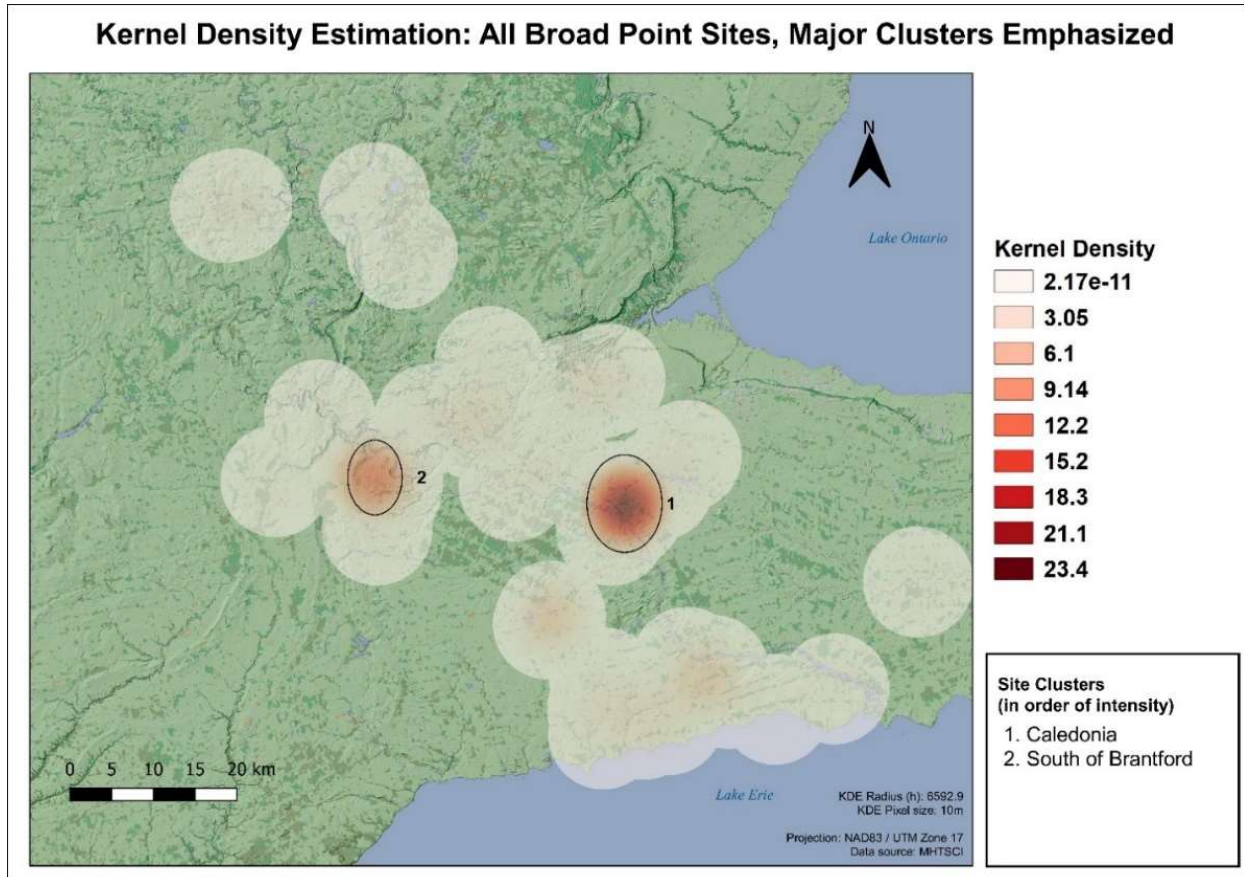 Kernel Density Estimation: All Broad Point Sites, Major Clusters Emphasized
N
Lake Ontario
2
1
0 5 10 15 20 km
Lake Erie
KDE Radius (h): 6592.9
KDE Pixel size: 10m
Projection: NAD83 / UTM Zone 17
Data source: MHTSCI
Kernel Density
2.17e-11
3.05
6.1
9.14
12.2
15.2
18.3
21.1
23.4
Site Clusters
(in order of intensity)
1. Caledonia
2. South of Brantford